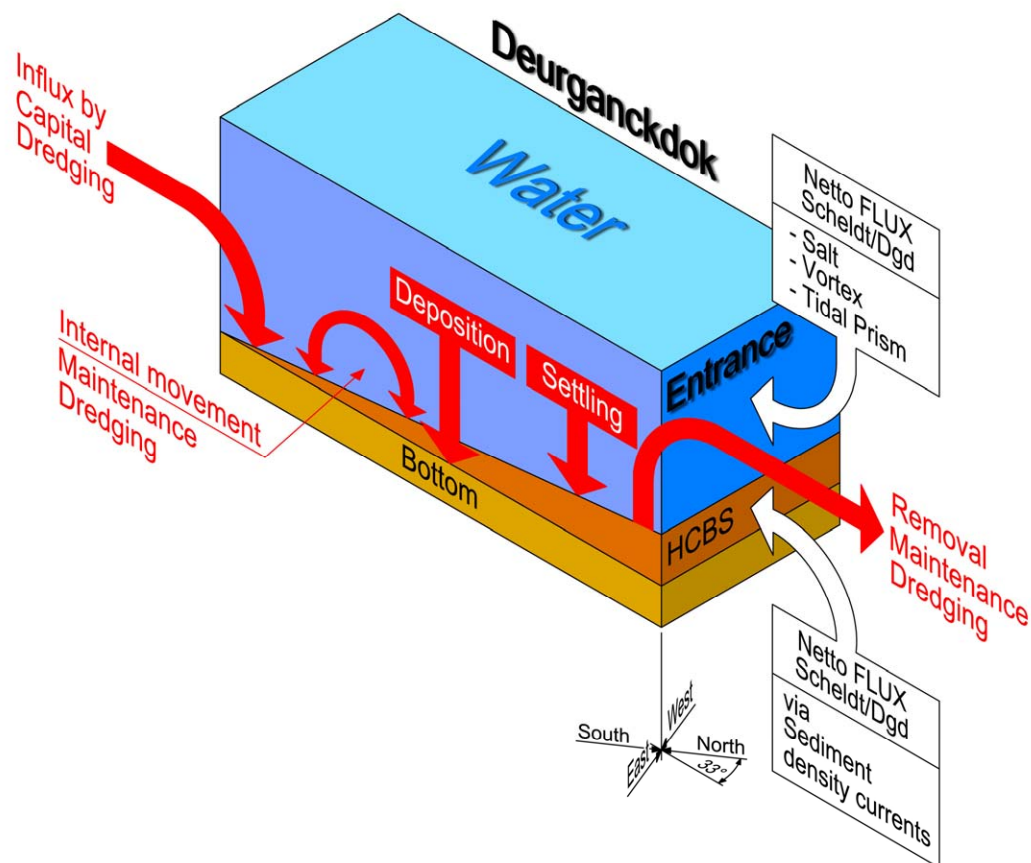 Deurganckdok
Water
Influx by
Capital
Dredging
Netto FLUX
Scheldt/Dgd
- Salt
- Vortex
- Tidal Prism
Deposition
Settling
Entrance
Internal movement
Maintenance
Dredging
Bottom
HCBS
Removal
Maintenance
Dredging
Netto FLUX
Scheldt/Dgd
via
Sediment
density currents
West
South
North
East
33°